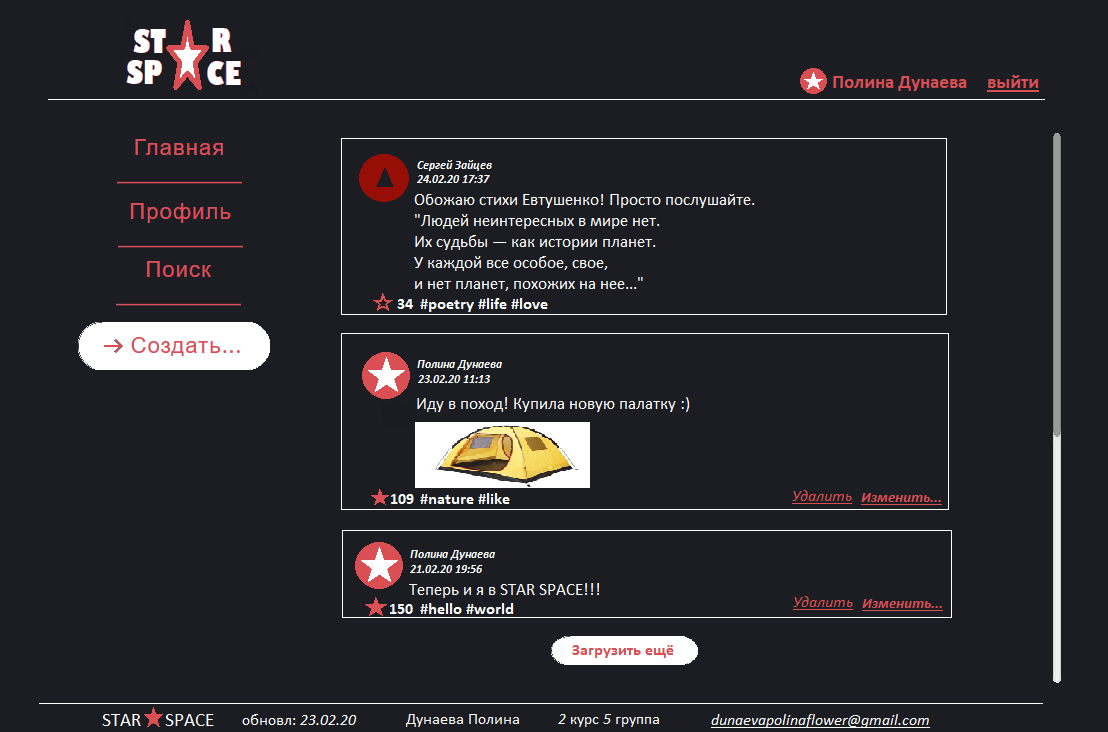 STAR
SPACE
Полина Дунаева выйти
Главная
Профиль
Поиск
→ Создать...
Сергей Зайцев
24.02.20 17:37
Обожаю стихи Евтушенко! Просто послушайте.
"Людей неинтересных в мире нет.
Их судьбы — как истории планет.
У каждой все особое, свое,
и нет планет, похожих на нее..."
34 #poetry #life #love
Полина Дунаева
23.02.20 11:13
Иду в поход! Купила новую палатку :)
109 #nature #like Удалить Изменить...
Полина Дунаева
21.02.20 19:56
Теперь и я в STAR SPACE!!!
150 #hello #world Удалить Изменить...
Загрузить ещё
STAR SPACE обновл: 23.02.20 Дунаева Полина 2 курс 5 группа dunaevapolinaflower@gmail.com